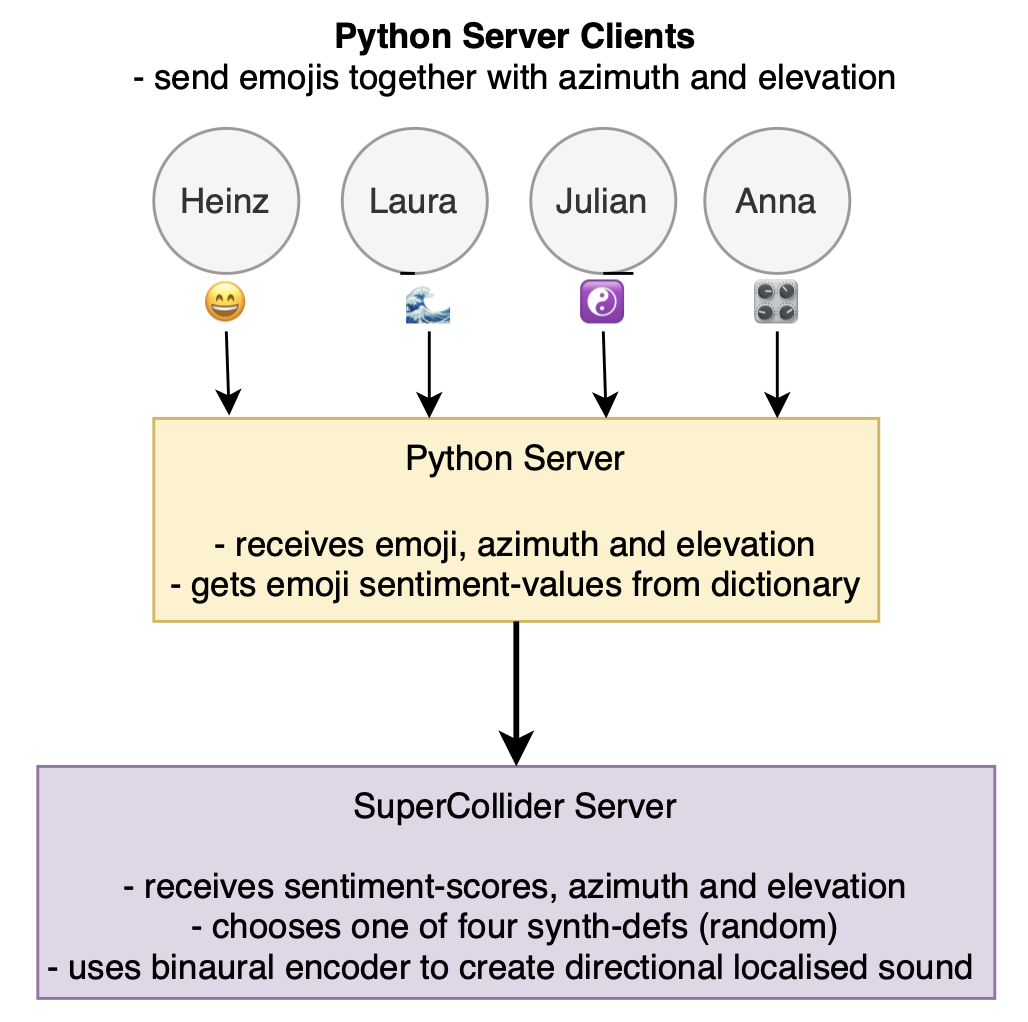 Python Server Clients
- send emojis together with azimuth and elevation
Heinz
Laura
Julian
Anna
Python Server
- receives emoji, azimuth and elevation
- gets emoji sentiment-values from dictionary
SuperCollider Server
- receives sentiment-scores, azimuth and elevation
- chooses one of four synth-defs (random)
- uses binaural encoder to create directional localised sound